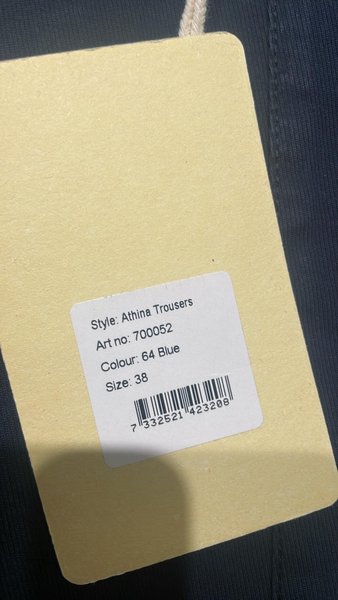 Style: Athina Trousers
Art no: 700052
Colour: 64 Blue
Size: 38
7 332521 423208